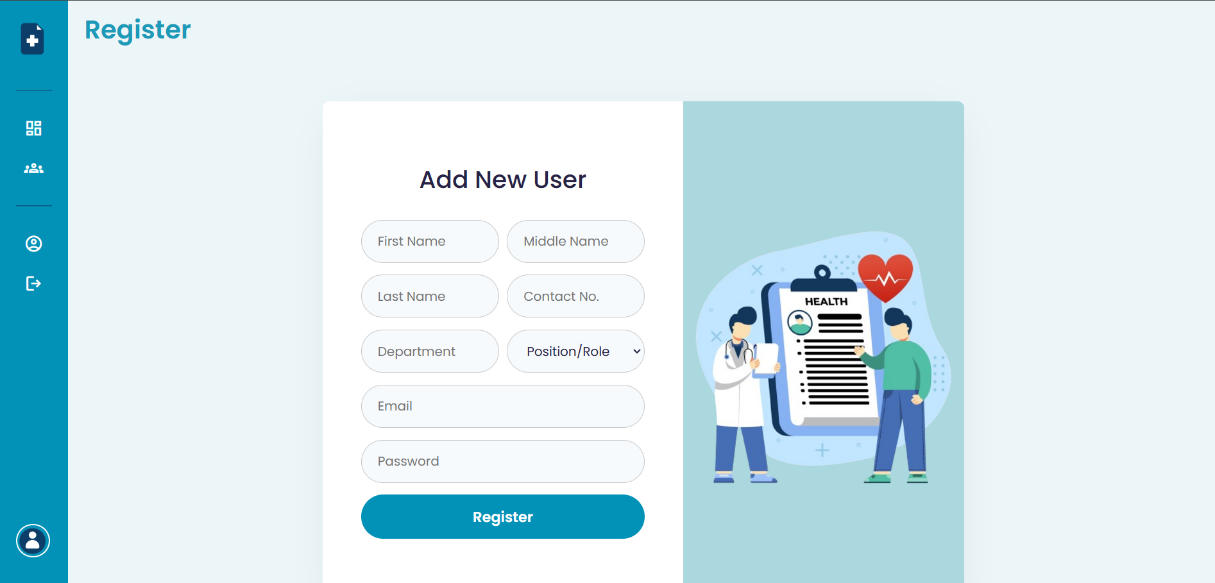 Register
Add New User
First Name
Middle Name
Last Name
Contact No.
Department
Position/Role
Email
Password
Register
HEALTH